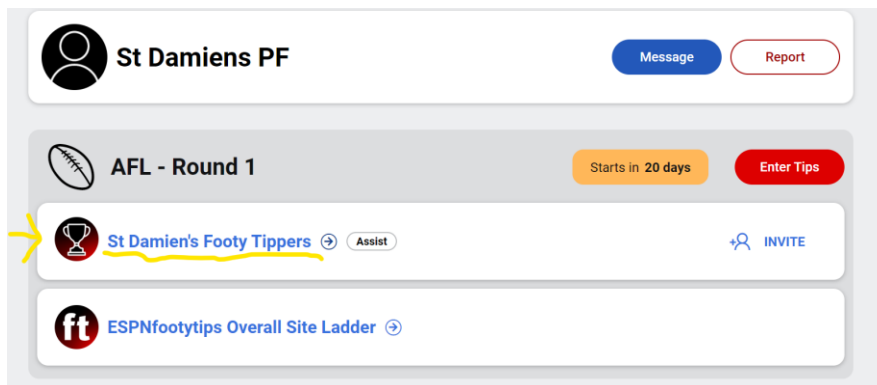 St Damiens PF
Message
Report
AFL - Round 1
Starts in 20 days
Enter Tips
St Damien's Footy Tippers
Assist
INVITE
ft
ESPNfootytips Overall Site Ladder